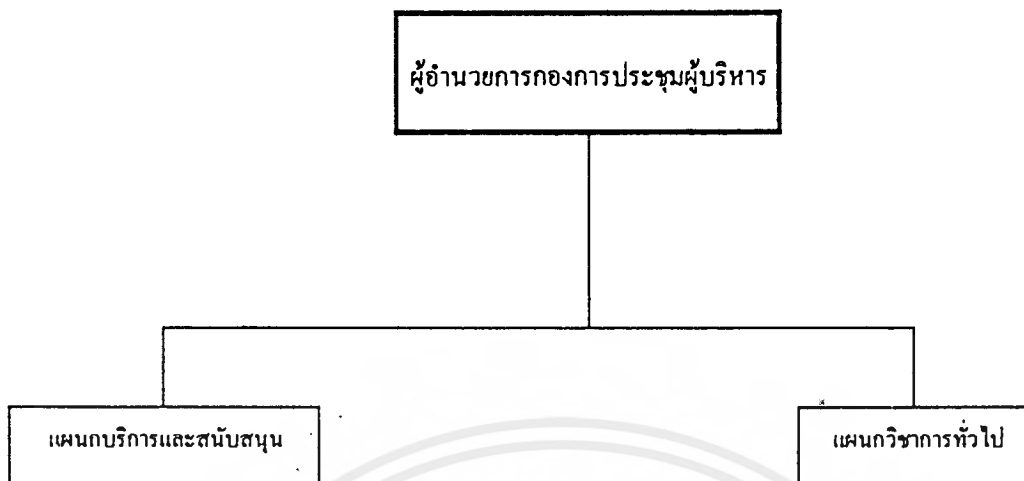 ผู้อำนวยการกองการประชุมผู้บริหาร
แผนกบริการและสนับสนุน
แผนกวิชาการทั่วไป